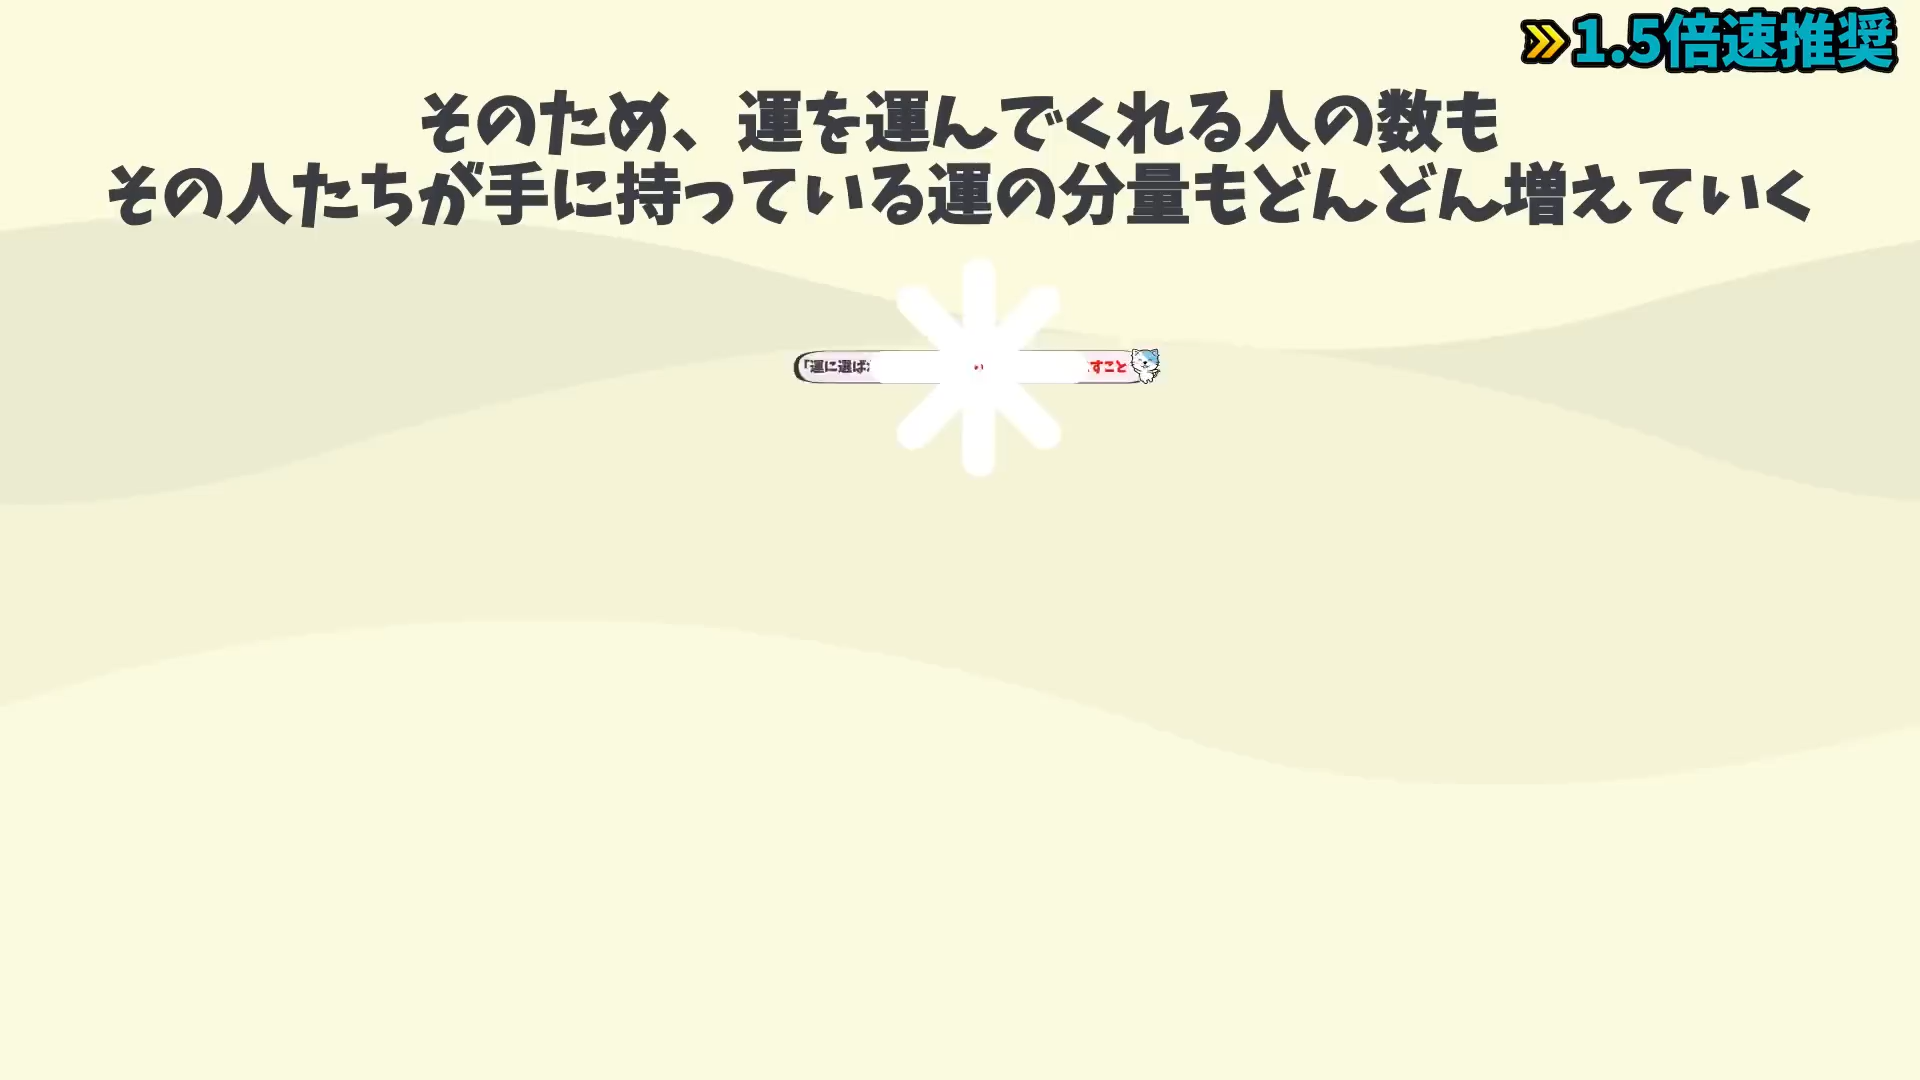 1.5倍速推奨
そのため、運を運んでくれる人の数も
その人たちが手に持っている運の分量もどんどん増えていく
「運に選ば すこと